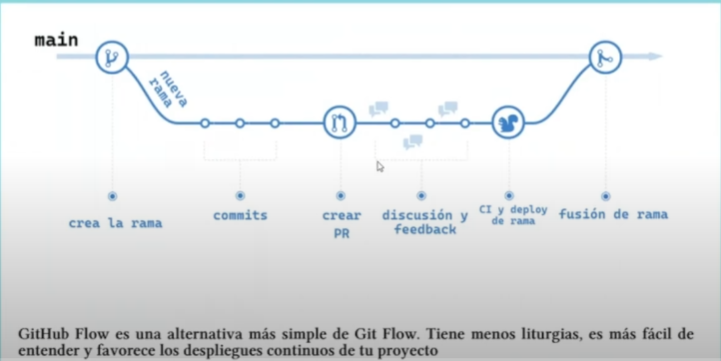 main
nueva
rama
crea la rama
commits
crear
PR
discusión y
feedback
CI y deploy
de rama
fusión de rama
GitHub Flow es una alternativa más simple de Git Flow. Tiene menos liturgias, es más fácil de
entender y favorece los despliegues continuos de tu proyecto